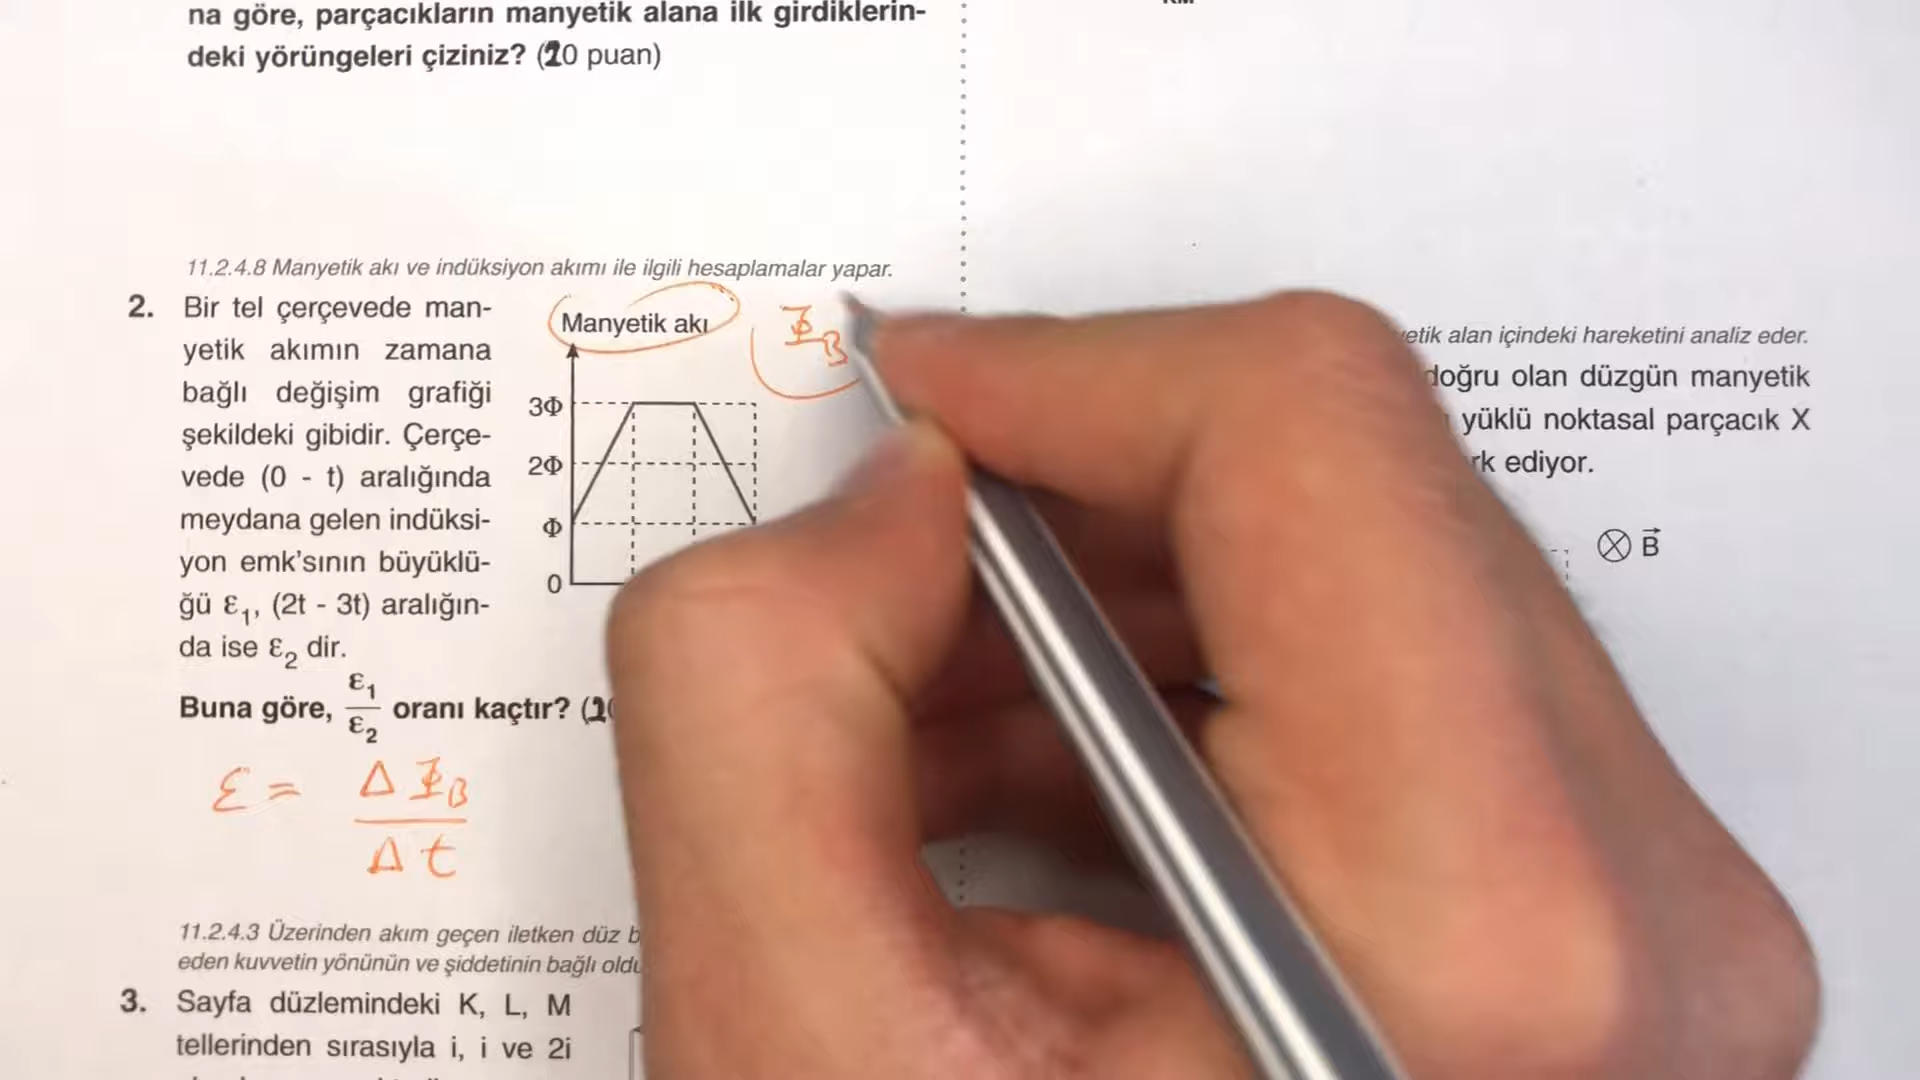 na göre, parçacıkların manyetik alana ilk girdiklerin-
deki yörüngeleri çiziniz? (20 puan)
11.2.4.8 Manyetik akı ve indüksiyon akımı ile ilgili hesaplamalar yapar.
2. Bir tel çerçevede man-
yetik akımın zamana
bağlı değişim grafiği
şekildeki gibidir. Çerçe-
vede (0 - t) aralığında
meydana gelen indüksi-
yon emk'sının büyüklü-
ğü ε₁, (2t - 3t) aralığın-
da ise ε₂ dir.
Buna göre, ε₁/ε₂ oranı kaçtır?
Manyetik akı
Φ_B
3Φ
2Φ
Φ
0
ε = ΔΦ_B
Δt
11.2.4.3 Üzerinden akım geçen iletken düz
eden kuvvetin yönünün ve şiddetinin bağlı
3. Sayfa düzlemindeki K, L, M
tellerinden sırasıyla i, i ve 2i
alan içindeki hareketini analiz eder.
doğru olan düzgün manyetik
yüklü noktasal parçacık X
ediyor.
B